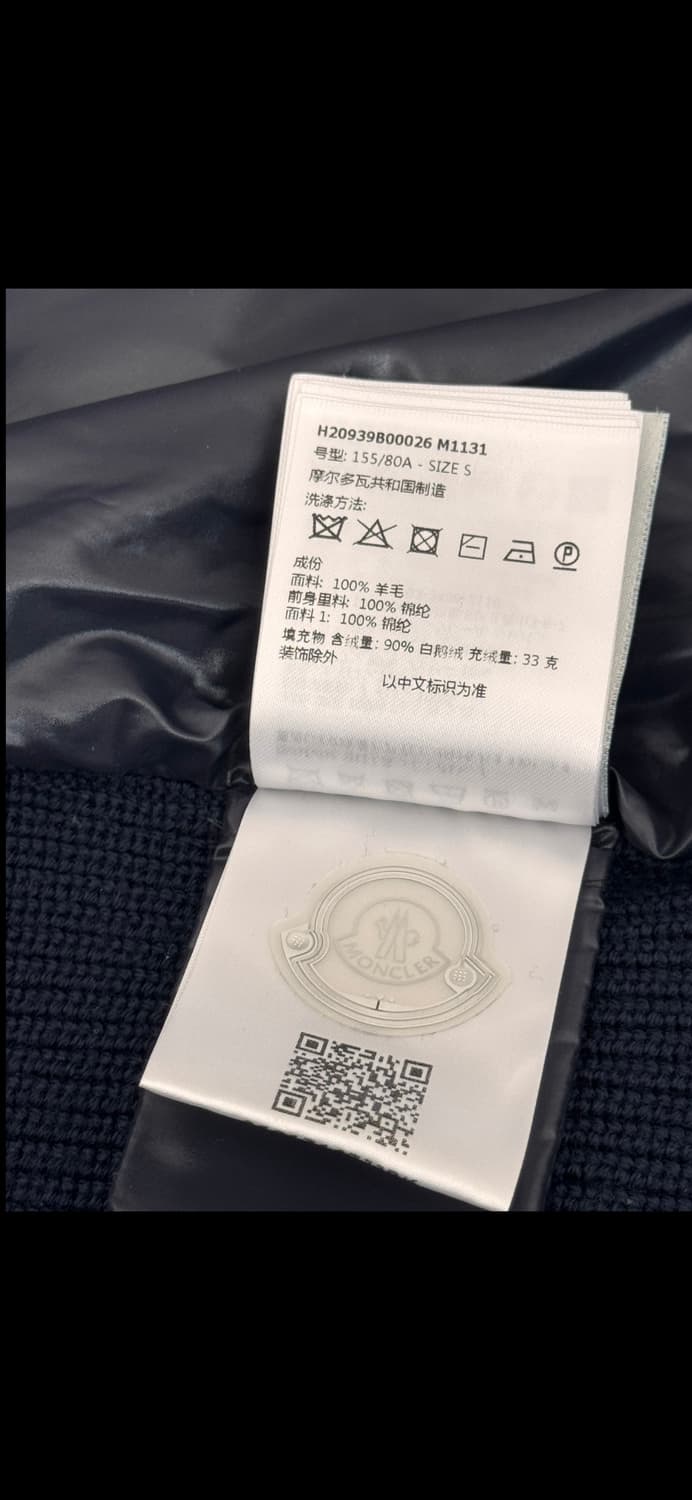 H20939B00026 M1131
号型: 155/80A - SIZE S
摩尔多瓦共和国制造
洗涤方法:
P
成份
面料: 100% 羊毛
前身里料: 100% 锦纶
面料 1: 100% 锦纶
填充物 含绒量: 90% 白鹅绒 充绒量: 33 克
装饰除外
以中文标识为准
MONCLER